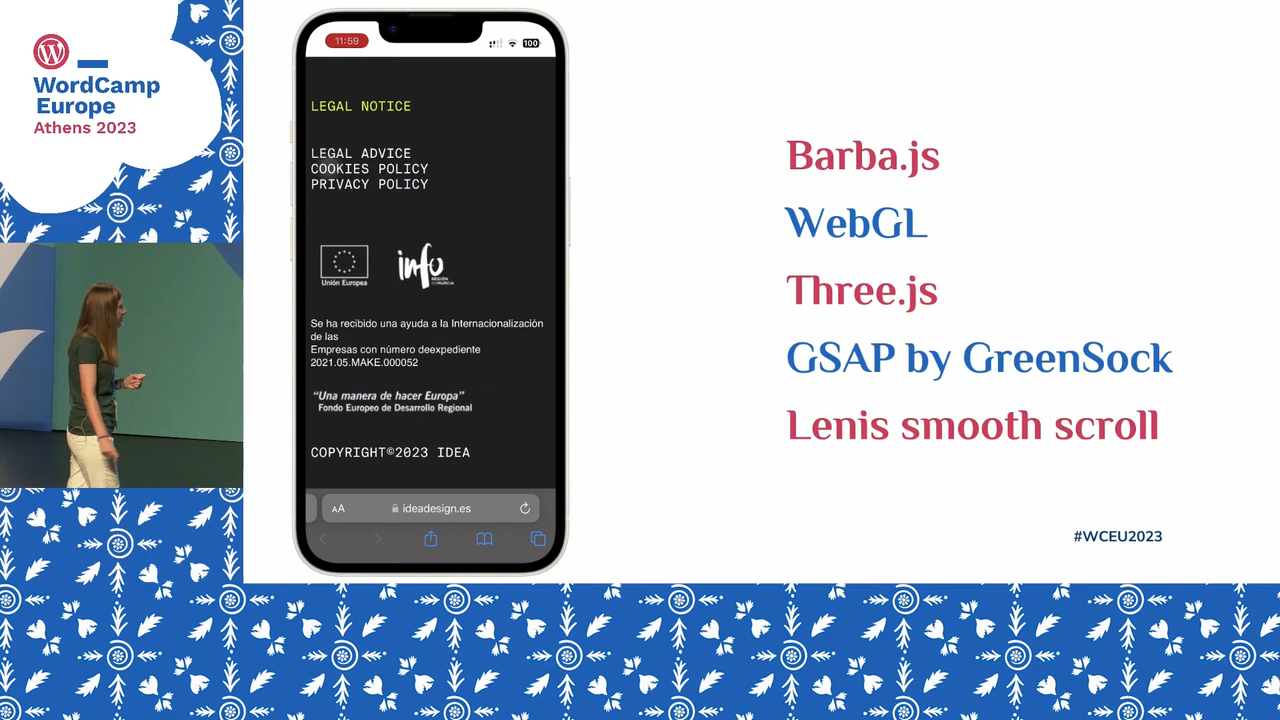 WordCamp
Europe
Athens 2023
11:59
100
LEGAL NOTICE
LEGAL ADVICE
COOKIES POLICY
PRIVACY POLICY
Unión Europea
info
REGIÓN
DE MURCIA
Se ha recibido una ayuda a la Internacionalización
de las
Empresas con número deexpediente
2021.05.MAKE.000052
“Una manera de hacer Europa”
Fondo Europeo de Desarrollo Regional
COPYRIGHT©2023 IDEA
AA
ideadesign.es
Barba.js
WebGL
Three.js
GSAP by GreenSock
Lenis smooth scroll
#WCEU2023